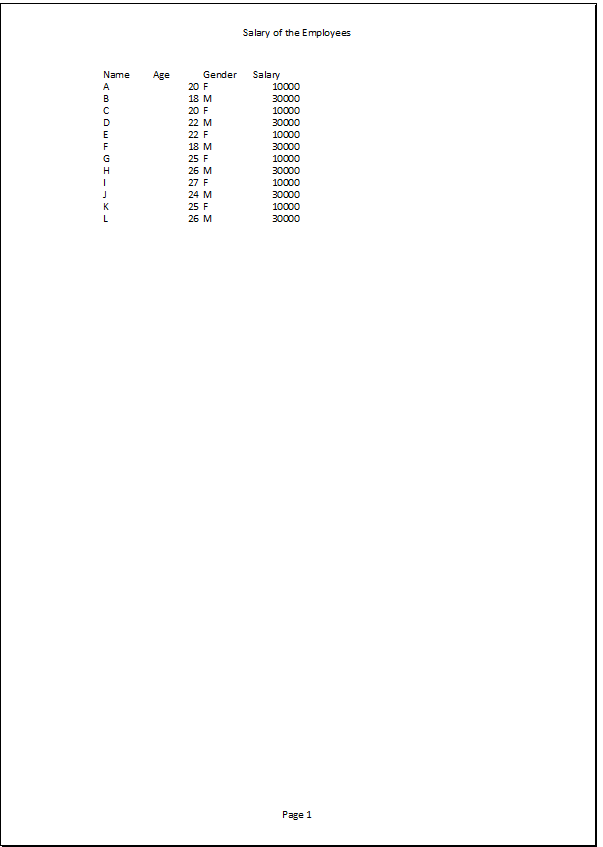 Salary of the Employees
Name Age Gender Salary
A 20 F 10000
B 18 M 30000
C 20 F 10000
D 22 M 30000
E 22 F 10000
F 18 M 30000
G 25 F 10000
H 26 M 30000
I 27 F 10000
J 24 M 30000
K 25 F 10000
L 26 M 30000
Page 1